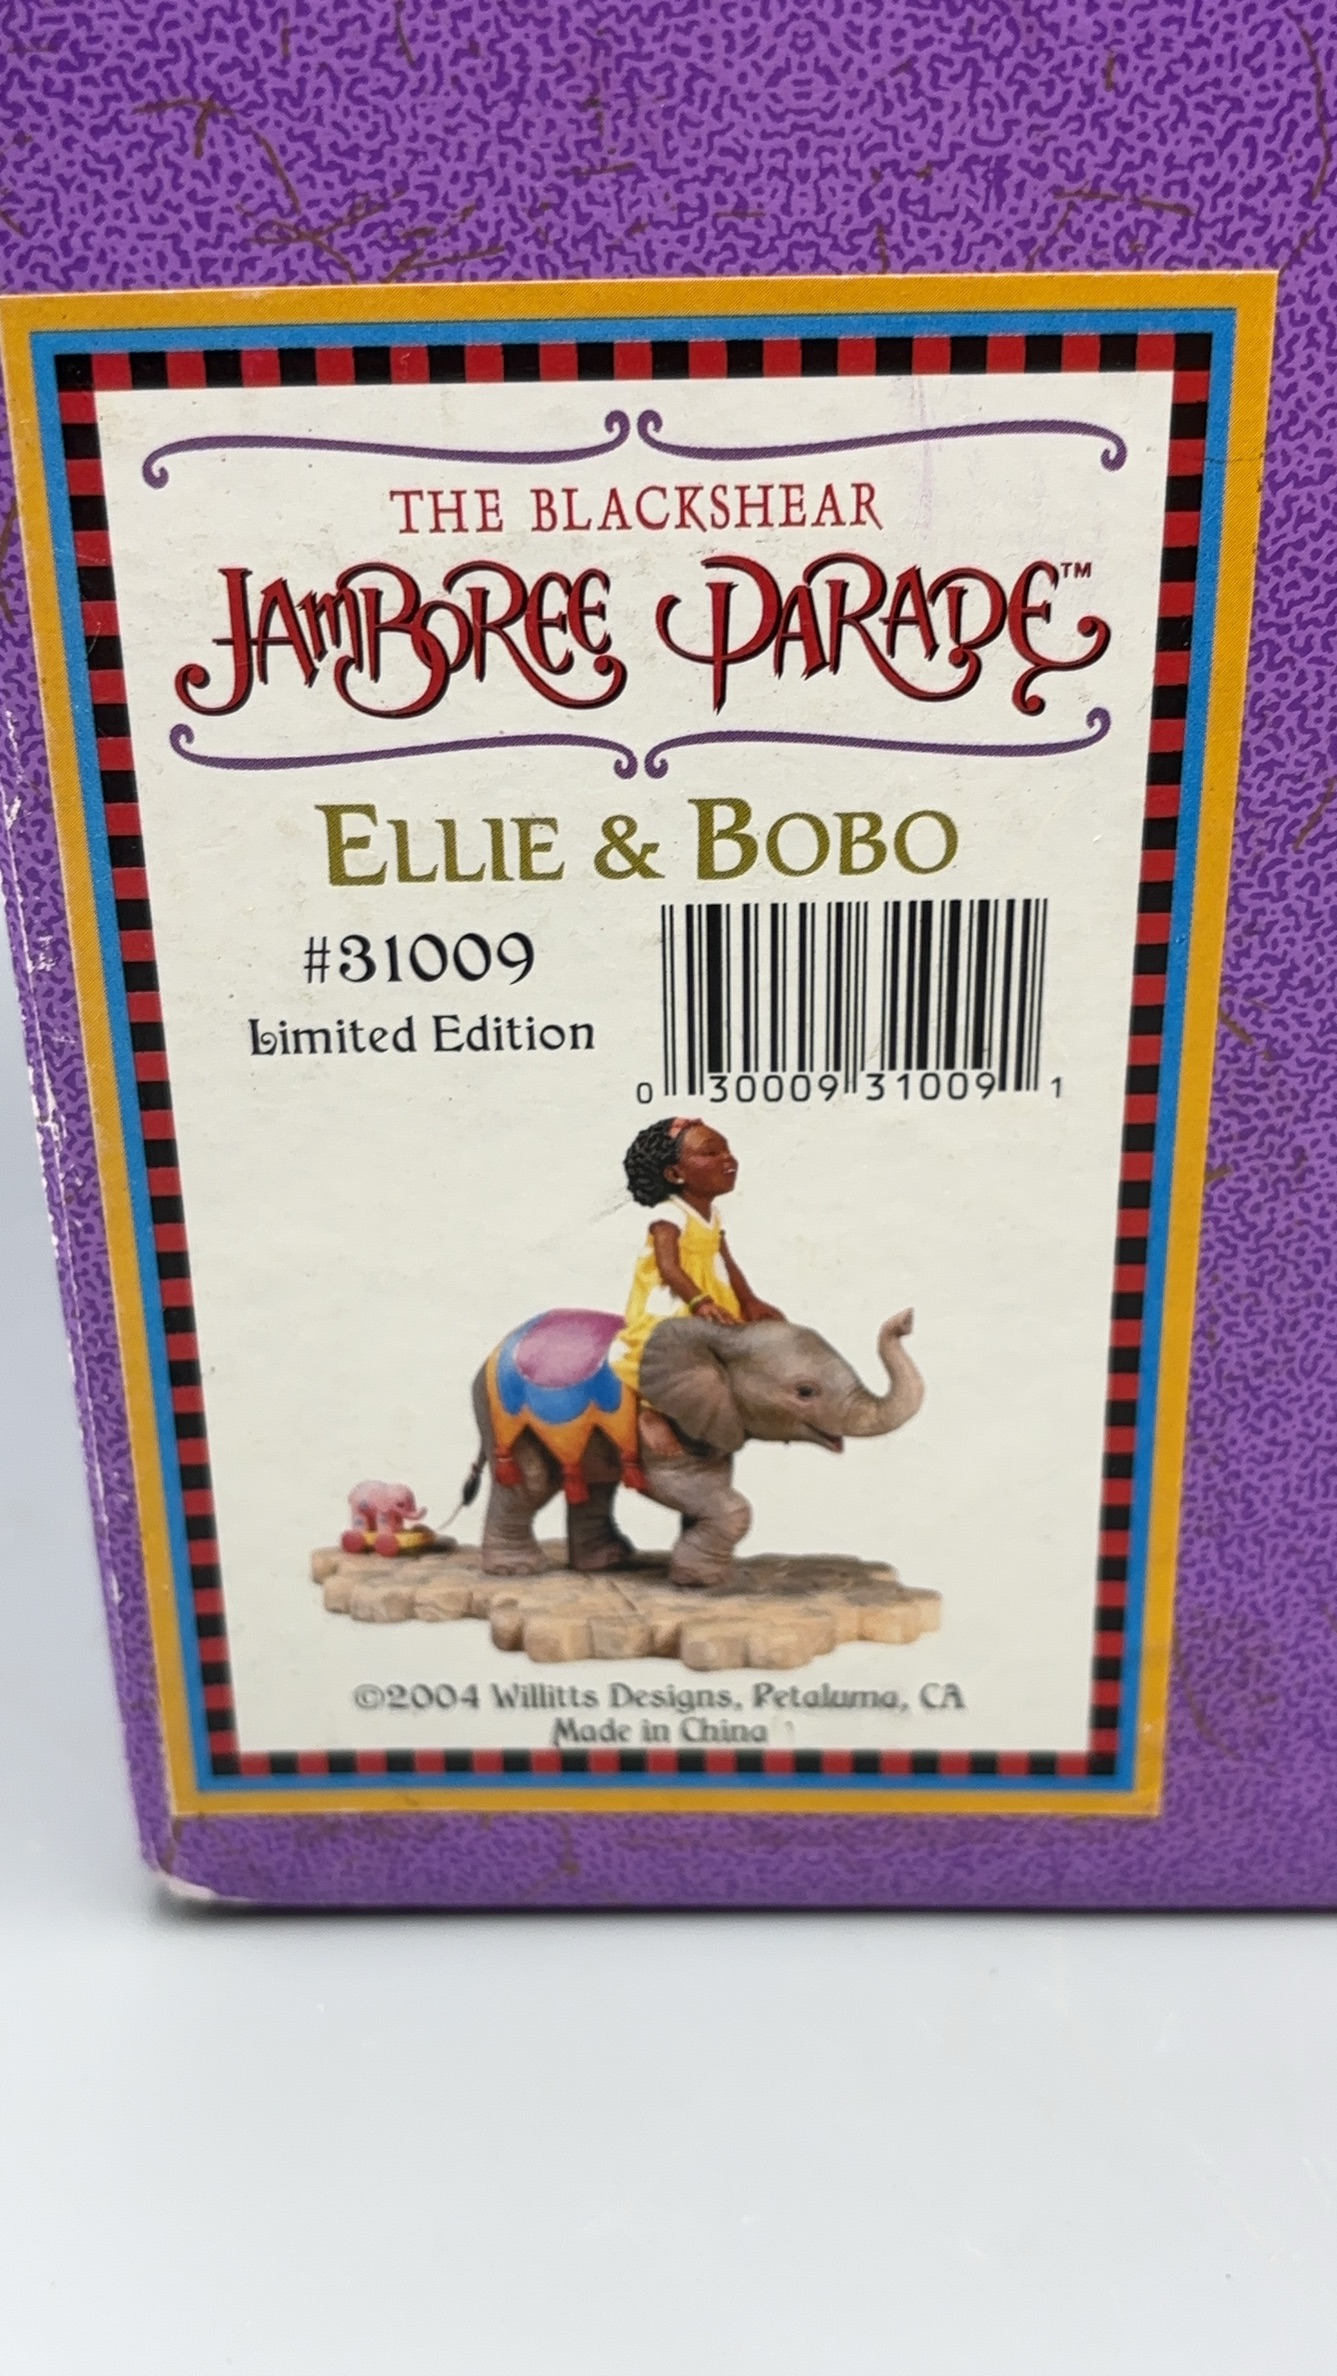 THE BLACKSHEAR
JAMBOREE PARADE™
ELLIE & BOBO
#31009
Limited Edition
0 30009 31009 1
©2004 Willitts Designs, Petaluma, CA
Made in China